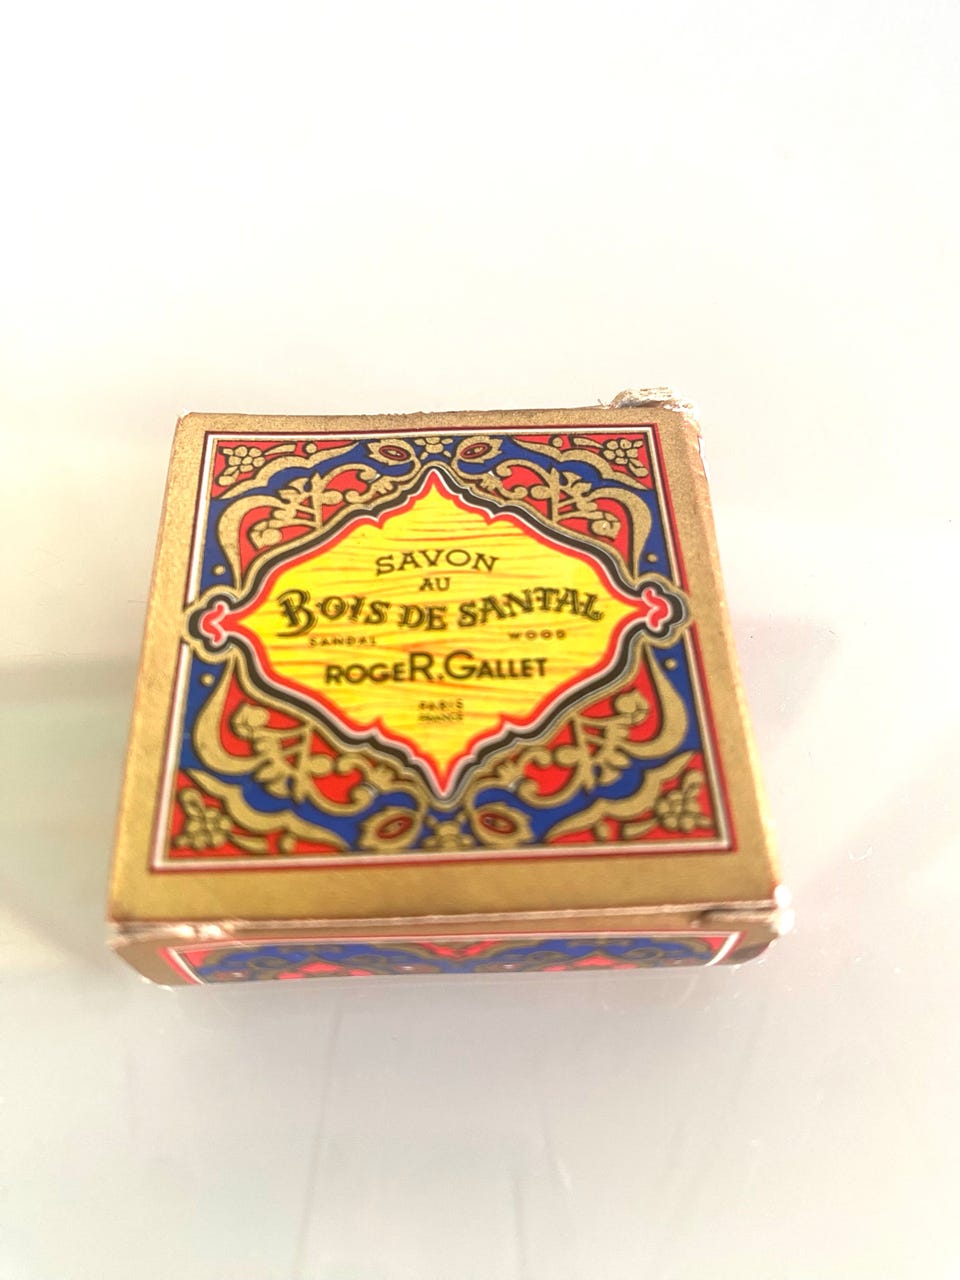 SAVON
AU
BOIS DE SANTAL
SANDAL WOOD
ROGER.GALLET
PARIS
FRANCE